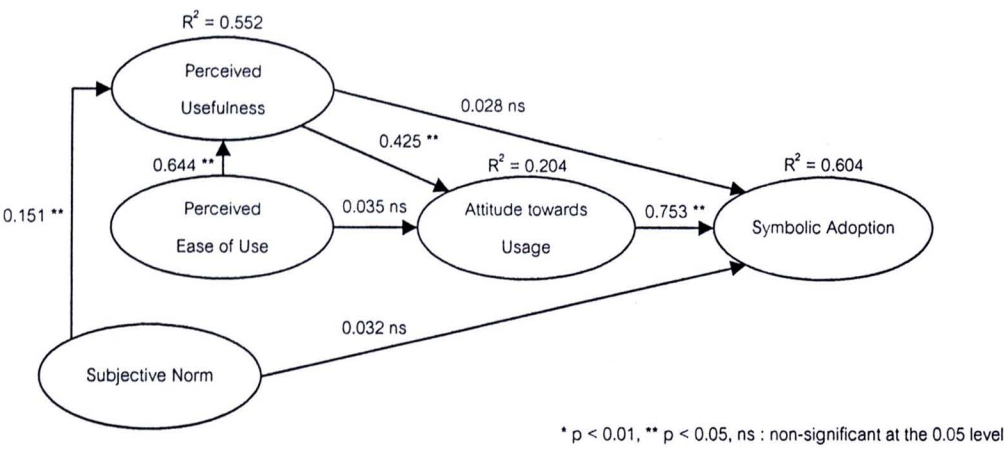 R² = 0.552
Perceived
Usefulness
0.028 ns
0.425 **
0.644 **
R² = 0.204
R² = 0.604
Perceived
Ease of Use
0.035 ns
Attitude towards
Usage
0.753 **
Symbolic Adoption
0.151 **
0.032 ns
Subjective Norm
* p < 0.01, ** p < 0.05, ns : non-significant at the 0.05 level